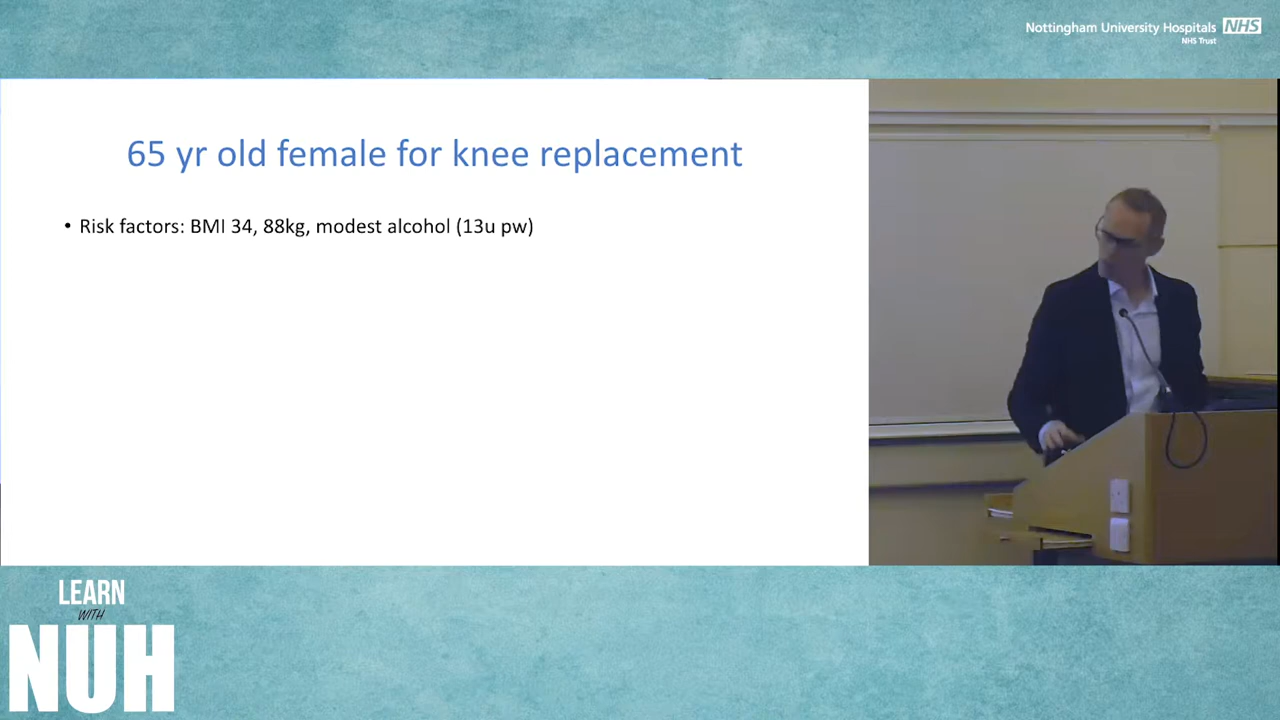 Nottingham University Hospitals NHS
NHS Trust
65 yr old female for knee replacement
• Risk factors: BMI 34, 88kg, modest alcohol (13u pw)
LEARN
WITH
NUH